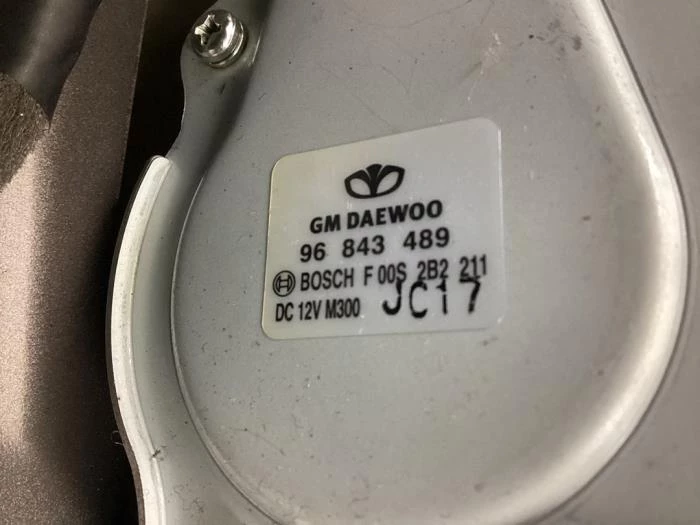 GM DAEWOO
96 843 489
BOSCH F 00S 2B2 211
DC 12V M300 JC17